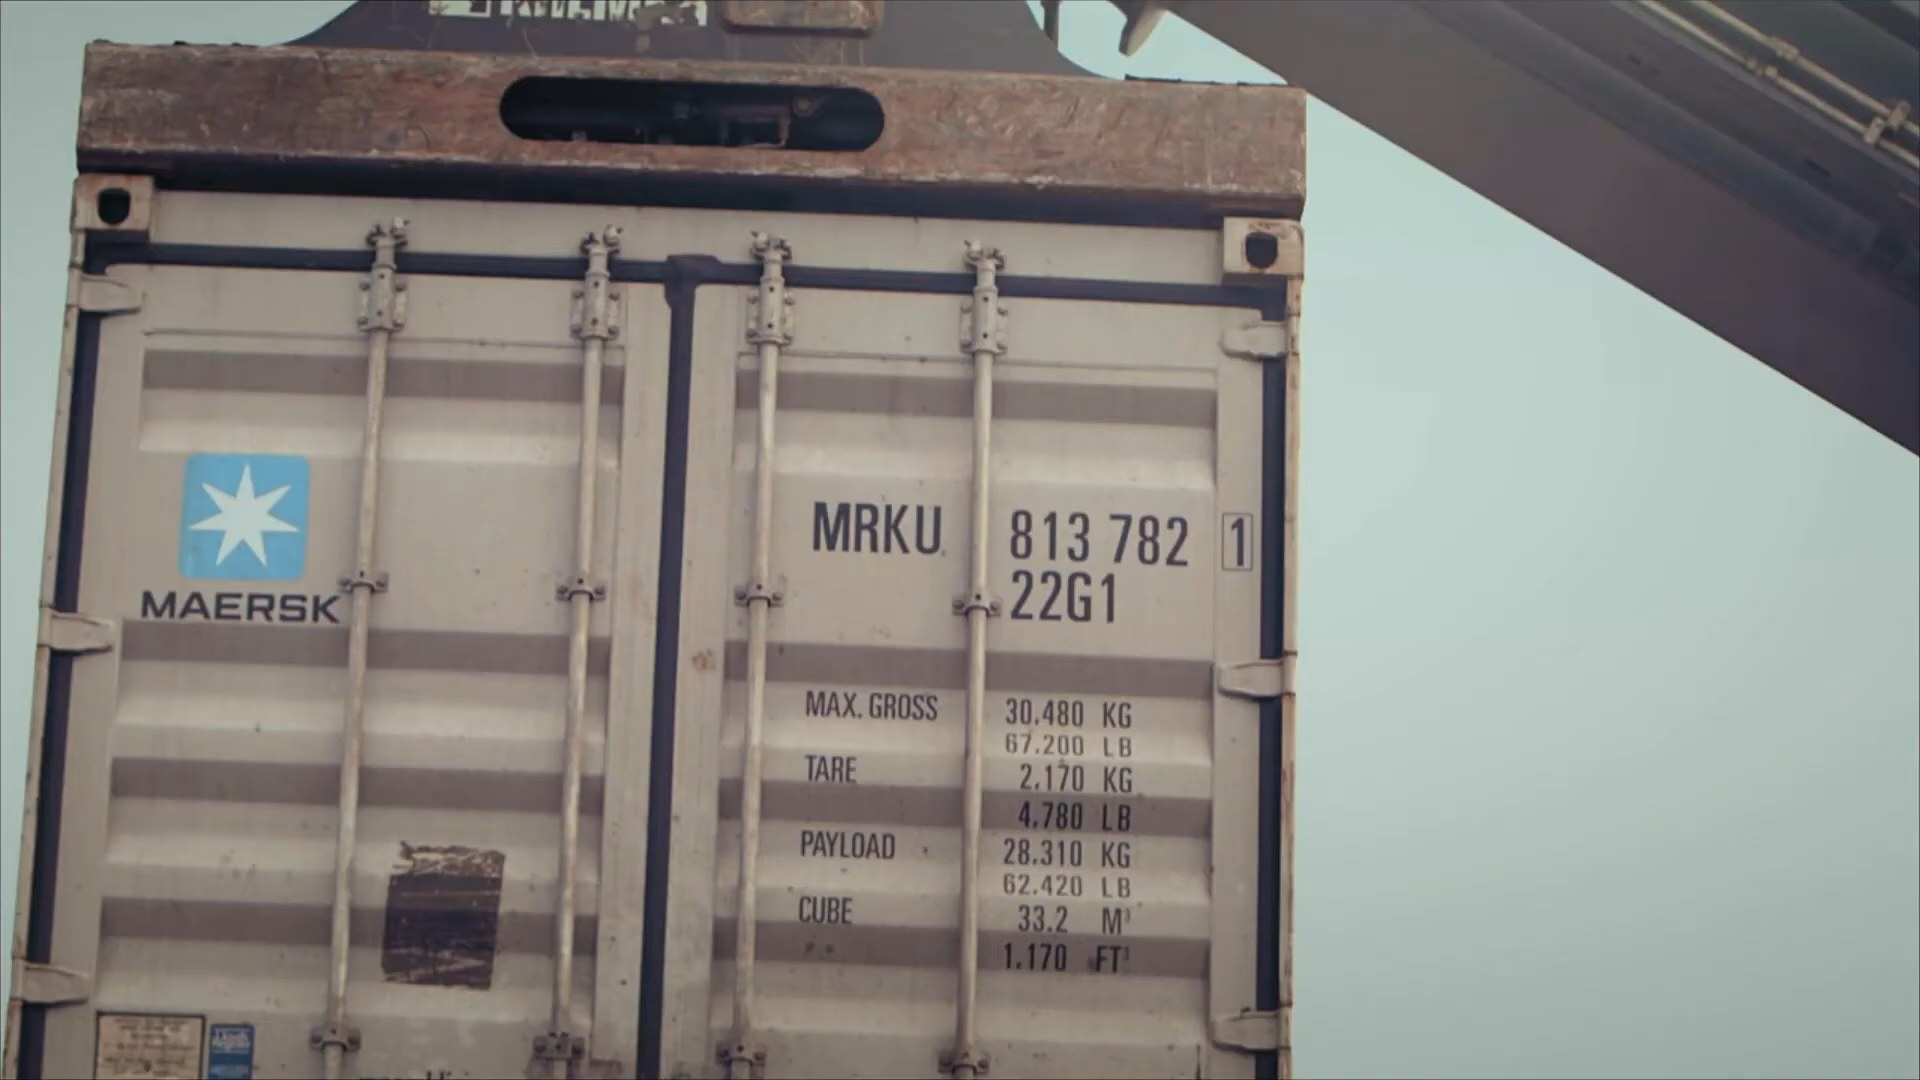 MAERSK
MRKU 813 782 1
22G1
MAX. GROSS 30.480 KG
67.200 LB
TARE 2.170 KG
4.780 LB
PAYLOAD 28.310 KG
62.420 LB
CUBE 33.2 M³
1.170 FT³